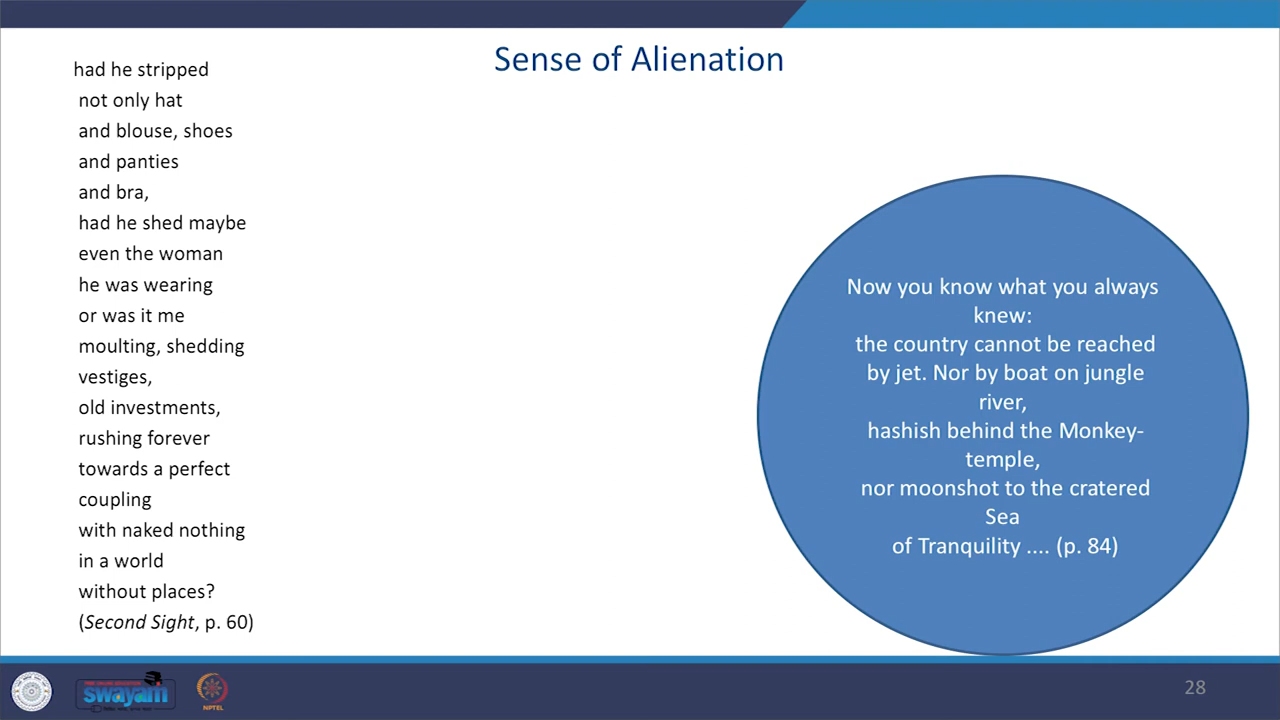 Sense of Alienation
had he stripped
not only hat
and blouse, shoes
and panties
and bra,
had he shed maybe
even the woman
he was wearing
or was it me
moulting, shedding
vestiges,
old investments,
rushing forever
towards a perfect
coupling
with naked nothing
in a world
without places?
(Second Sight, p. 60)
Now you know what you always
knew:
the country cannot be reached
by jet. Nor by boat on jungle
river,
hashish behind the Monkey-
temple,
nor moonshot to the cratered
Sea
of Tranquility .... (p. 84)
swayam
NPTEL
28